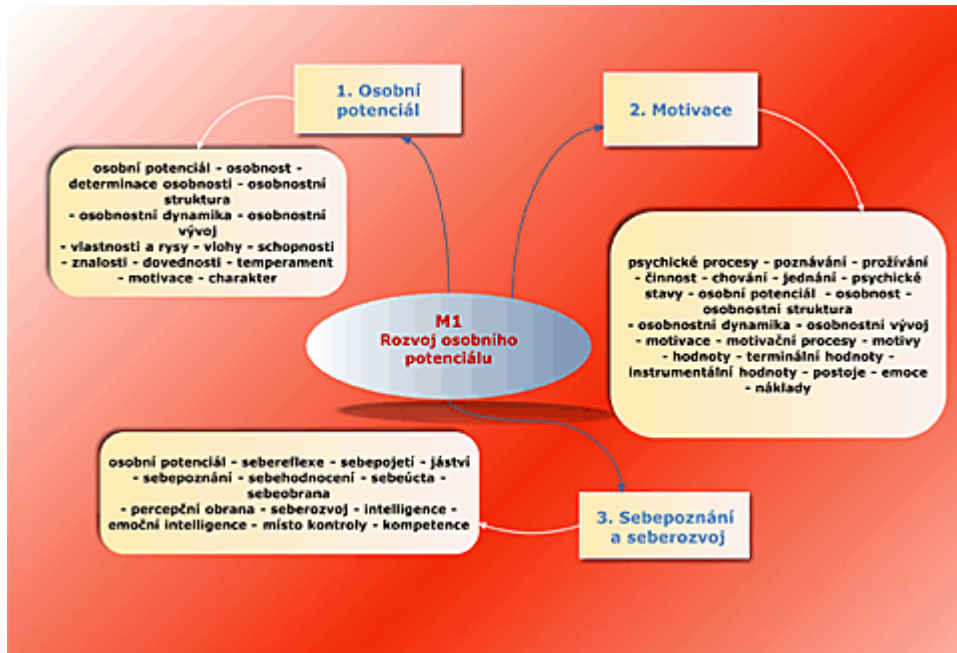 1. Osobní
potenciál
2. Motivace
osobní potenciál - osobnost -
determinace osobnosti - osobnostní
struktura
- osobnostní dynamika - osobnostní
vývoj
- vlastnosti a rysy - vlohy - schopnosti
- znalosti - dovednosti - temperament
- motivace - charakter
psychické procesy - poznávání - prožívání
- činnost - chování - jednání - psychické
stavy - osobní potenciál - osobnost -
osobnostní struktura
- osobnostní dynamika - osobnostní vývoj
- motivace - motivační procesy - motivy
- hodnoty - terminální hodnoty -
instrumentální hodnoty - postoje - emoce
- náklady
M1
Rozvoj osobního
potenciálu
osobní potenciál - sebereflexe - sebepojetí - jáství
- sebepoznání - sebehodnocení - sebeúcta -
sebeobrana
- percepční obrana - seberozvoj - intelligence -
emoční intelligence - místo kontroly - kompetence
3. Sebepoznání
a seberozvoj